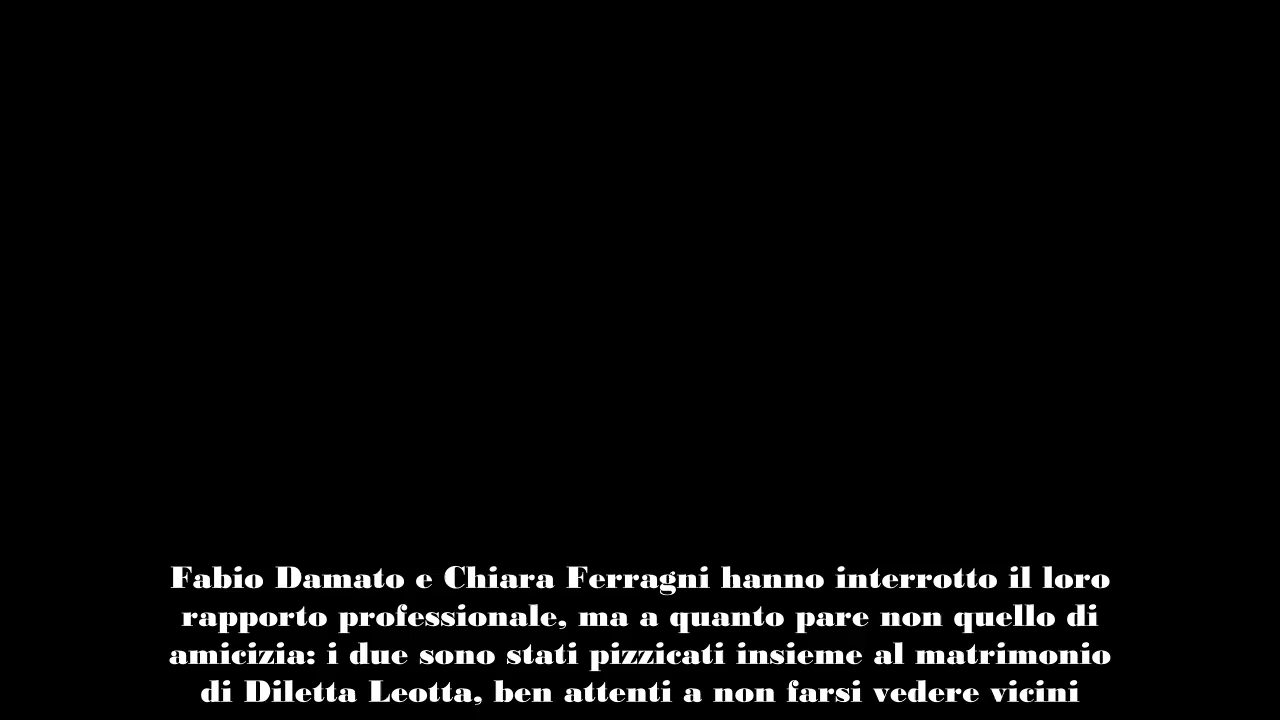 Fabio Damato e Chiara Ferragni hanno interrotto il loro
rapporto professionale, ma a quanto pare non quello di
amicizia: i due sono stati pizzicati insieme al matrimonio
di Diletta Leotta, ben attenti a non farsi vedere vicini